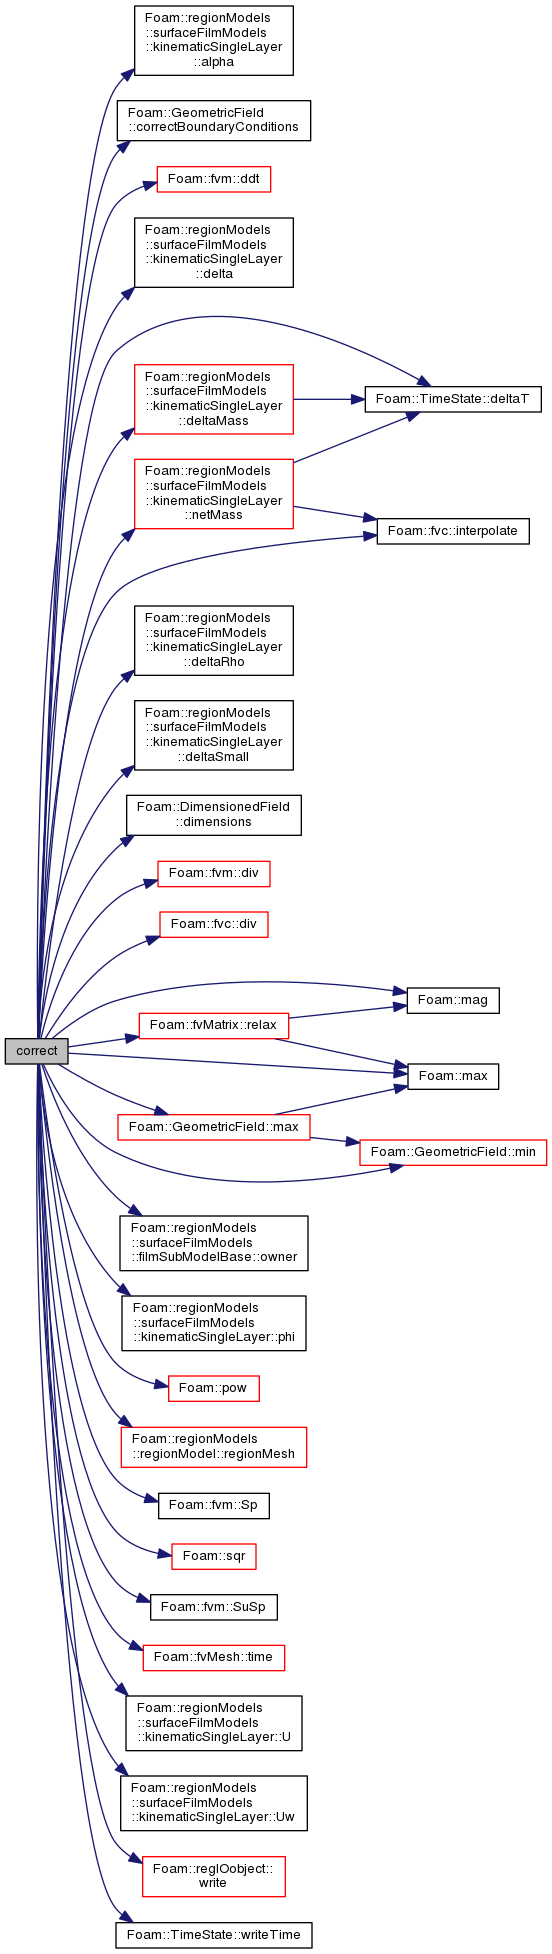 Foam::regionModels
::surfaceFilmModels
::kinematicSingleLayer
::alpha
Foam::GeometricField
::correctBoundaryConditions
Foam::fvm::ddt
Foam::regionModels
::surfaceFilmModels
::kinematicSingleLayer
::delta
Foam::regionModels
::surfaceFilmModels
::kinematicSingleLayer
::deltaMass
Foam::TimeState::deltaT
Foam::regionModels
::surfaceFilmModels
::kinematicSingleLayer
::netMass
Foam::fvc::interpolate
Foam::regionModels
::surfaceFilmModels
::kinematicSingleLayer
::deltaRho
Foam::regionModels
::surfaceFilmModels
::kinematicSingleLayer
::deltaSmall
Foam::DimensionedField
::dimensions
Foam::fvm::div
Foam::fvc::div
Foam::mag
Foam::fvMatrix::relax
correct
Foam::max
Foam::GeometricField::max
Foam::GeometricField::min
Foam::regionModels
::surfaceFilmModels
::filmSubModelBase::owner
Foam::regionModels
::surfaceFilmModels
::kinematicSingleLayer::phi
Foam::pow
Foam::regionModels
::regionModel::regionMesh
Foam::fvm::Sp
Foam::sqr
Foam::fvm::SuSp
Foam::fvMesh::time
Foam::regionModels
::surfaceFilmModels
::kinematicSingleLayer::U
Foam::regionModels
::surfaceFilmModels
::kinematicSingleLayer::Uw
Foam::regIOobject::
write
Foam::TimeState::writeTime